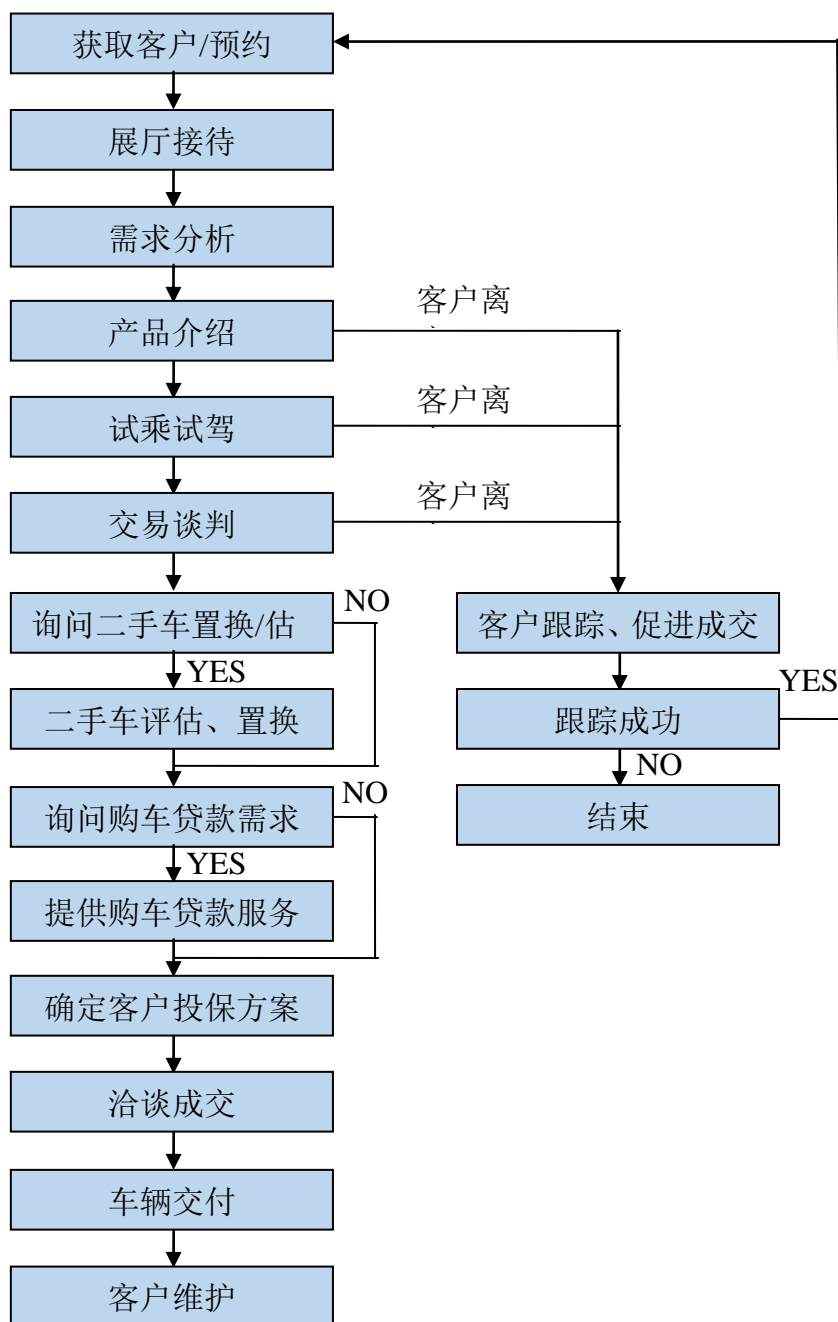 获取客户/预约
展厅接待
需求分析
产品介绍
客户离
试乘试驾
客户离
交易谈判
客户离
询问二手车置换/估
NO
YES
二手车评估、置换
询问购车贷款需求
NO
YES
提供购车贷款服务
确定客户投保方案
洽谈成交
车辆交付
客户维护
客户跟踪、促进成交
跟踪成功
YES
NO
结束